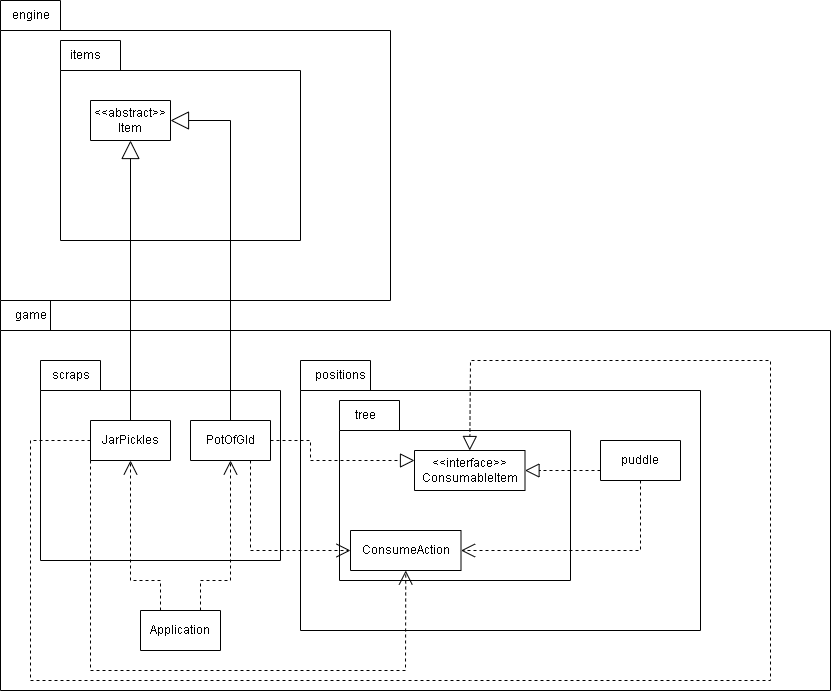 engine
items
<<abstract>>
Item
game
scraps
positions
tree
JarPickles
PotOfGld
<<interface>>
ConsumableItem
puddle
ConsumeAction
Application